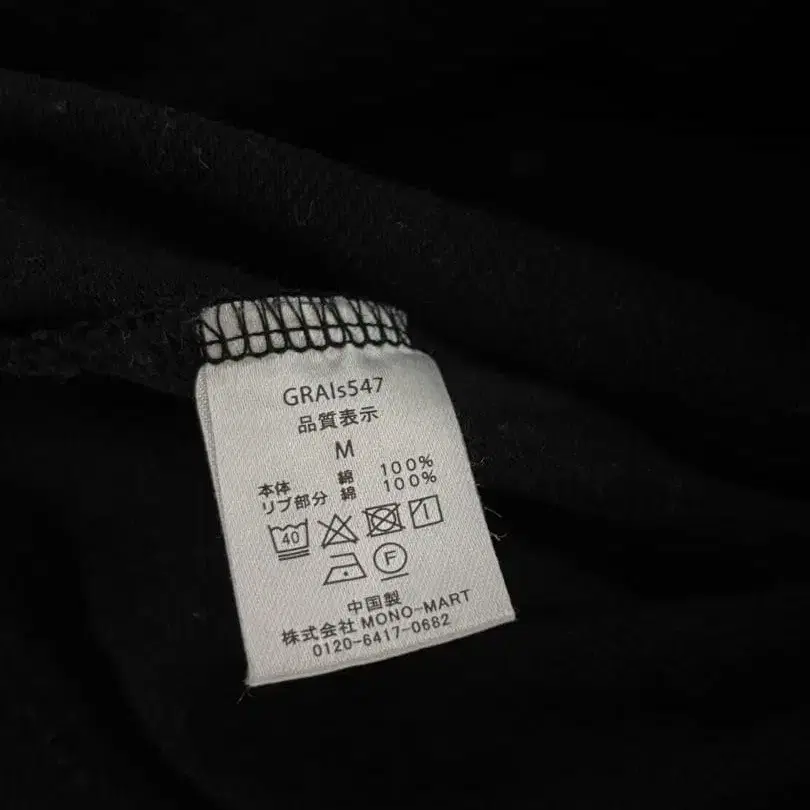 GRAIs547
品質表示
M
本体 綿 100%
リブ部分 綿 100%
40
F
中国製
株式会社 MONO-MART
0120-6417-0682